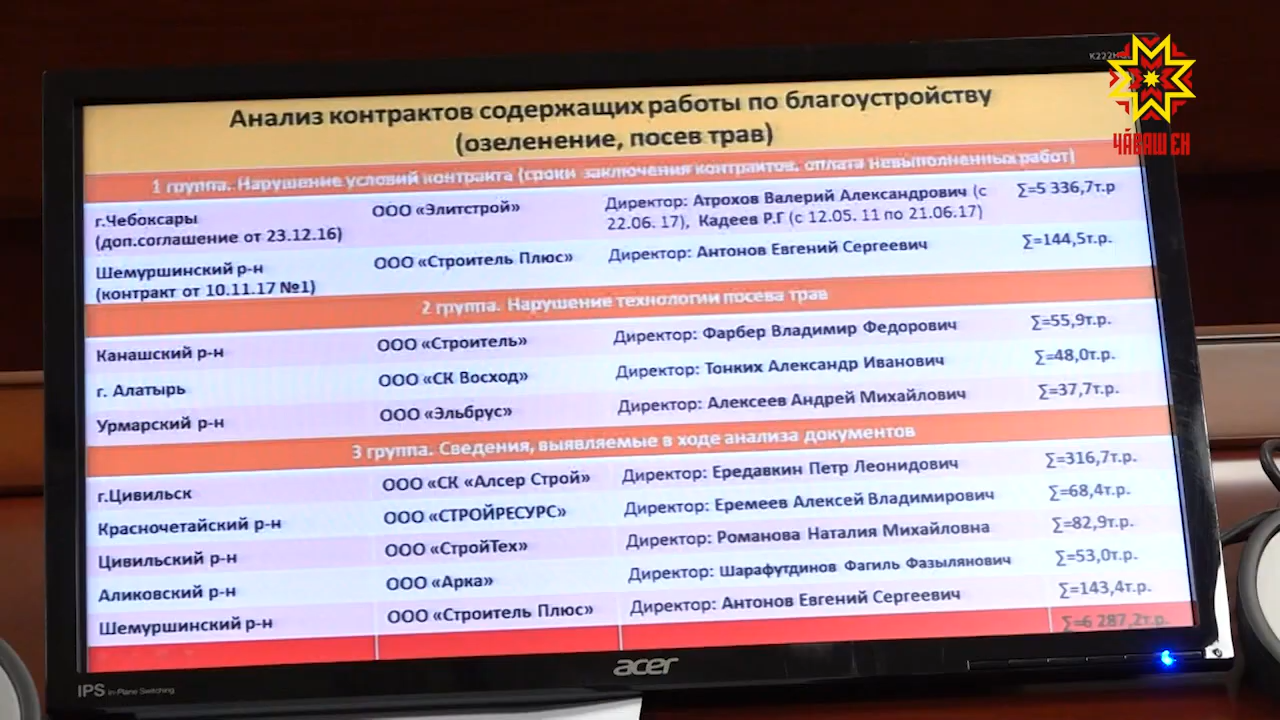 K222H
ЧӐВАШ ЕН
Анализ контрактов содержащих работы по благоустройству
(озеленение, посев трав)
1 группа. Нарушение условий контракта (сроки заключения контрактов, оплата невыполненных работ)
г.Чебоксары
(доп.соглашение от 23.12.16)
ООО «Элитстрой»
Директор: Атрохов Валерий Александрович (с
22.06. 17), Кадеев Р.Г (с 12.05. 11 по 21.06.17)
∑=5 336,7т.р
Шемуршинский р-н
(контракт от 10.11.17 №1)
ООО «Строитель Плюс»
Директор: Антонов Евгений Сергеевич
∑=144,5т.р.
2 группа. Нарушение технологии посева трав
Канашский р-н
ООО «Строитель»
Директор: Фарбер Владимир Федорович
∑=55,9т.р.
г. Алатырь
ООО «СК Восход»
Директор: Тонких Александр Иванович
∑=48,0т.р.
Урмарский р-н
ООО «Эльбрус»
Директор: Алексеев Андрей Михайлович
∑=37,7т.р.
3 группа. Сведения, выявляемые в ходе анализа документов
г.Цивильск
ООО «СК «Алсер Строй»
Директор: Ередавкин Петр Леонидович
∑=316,7т.р.
Красночетайский р-н
ООО «СТРОЙРЕСУРС»
Директор: Еремеев Алексей Владимирович
∑=68,4т.р.
Цивильский р-н
ООО «СтройТех»
Директор: Романова Наталия Михайловна
∑=82,9т.р.
Аликовский р-н
ООО «Арка»
Директор: Шарафутдинов Фагиль Фазылянович
∑=53,0т.р.
Шемуршинский р-н
ООО «Строитель Плюс»
Директор: Антонов Евгений Сергеевич
∑=143,4т.р.
∑=6 287,2т.р.
acer
IPS In-Plane Switching